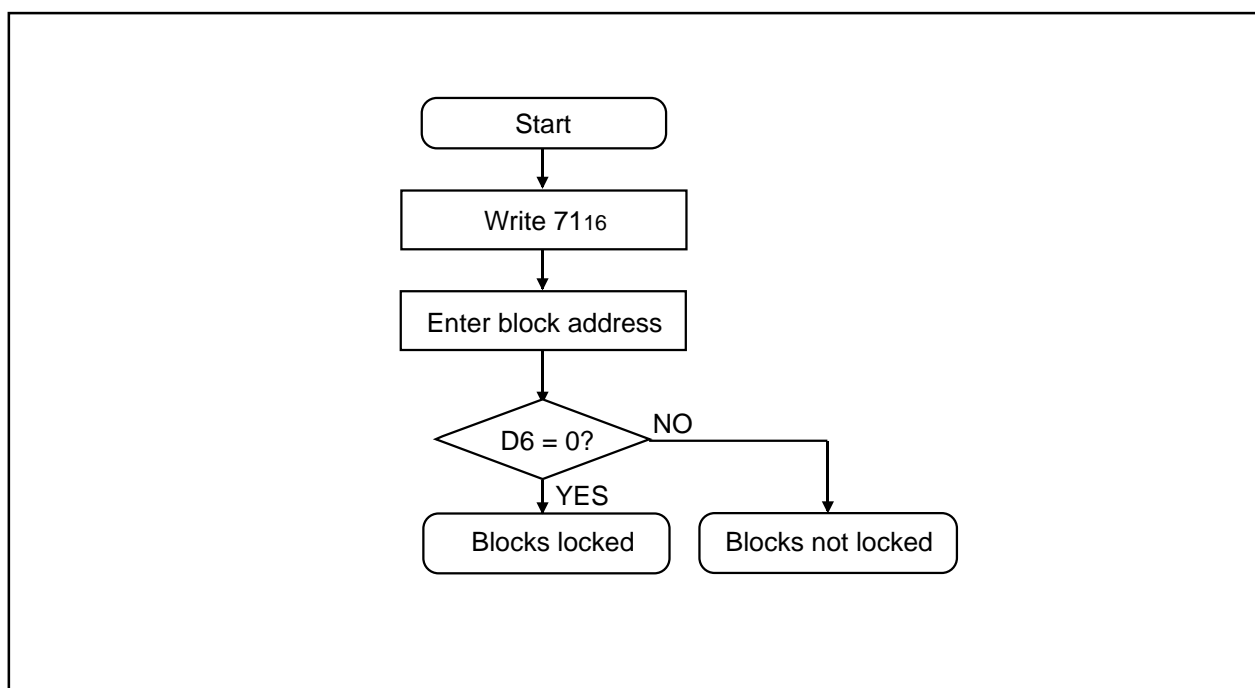 Start
Write 7116
Enter block address
D6 = 0?
NO
YES
Blocks locked
Blocks not locked